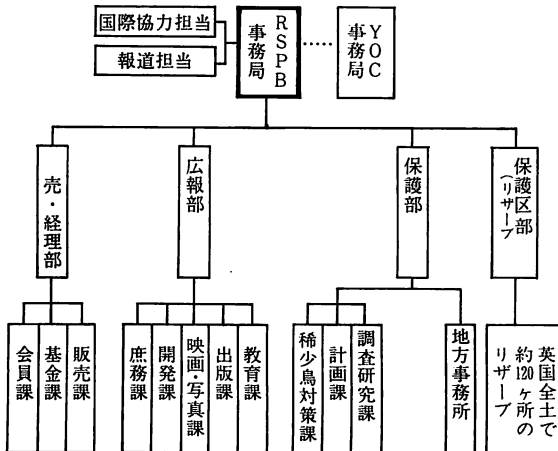 国際協力担当
報道担当
RSPB
事務局
YOC
事務局
売・経理部
広報部
保護部
保護区部
(リザーブ
会員課
基金課
販売課
庶務課
開発課
映画・写真課
出版課
教育課
稀少鳥対策課
計画課
調査研究課
地方事務所
英国全土で
約120ヶ所の
リザーブ